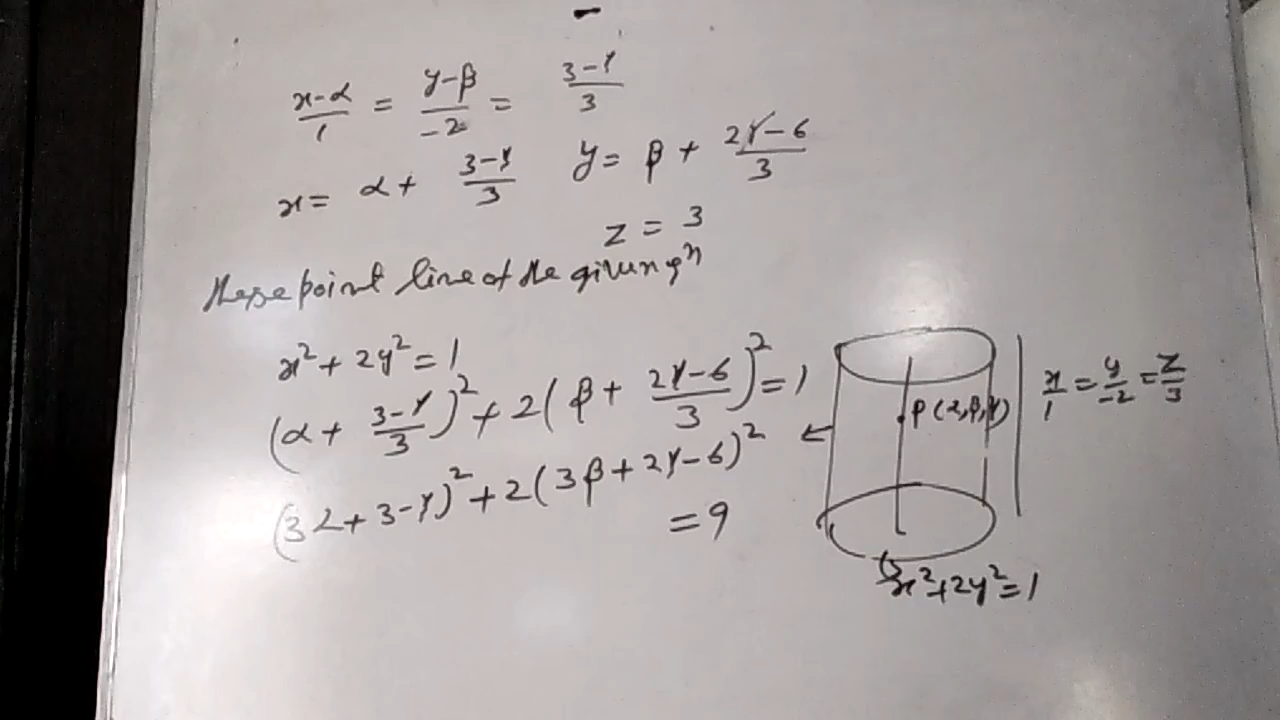 (x-α)/1 = (y-β)/-2 = (3-γ)/3
x = α + (3-γ)/3 y = β + (2γ-6)/3
z = 3
these point line of the given eqⁿ
x² + 2y² = 1
(α + (3-γ)/3)² + 2(β + (2γ-6)/3)² = 1
(3α + 3-γ)² + 2(3β + 2γ-6)²
= 9
P(α,β,γ)
x/1 = y/-2 = z/3
x²+2y²=1